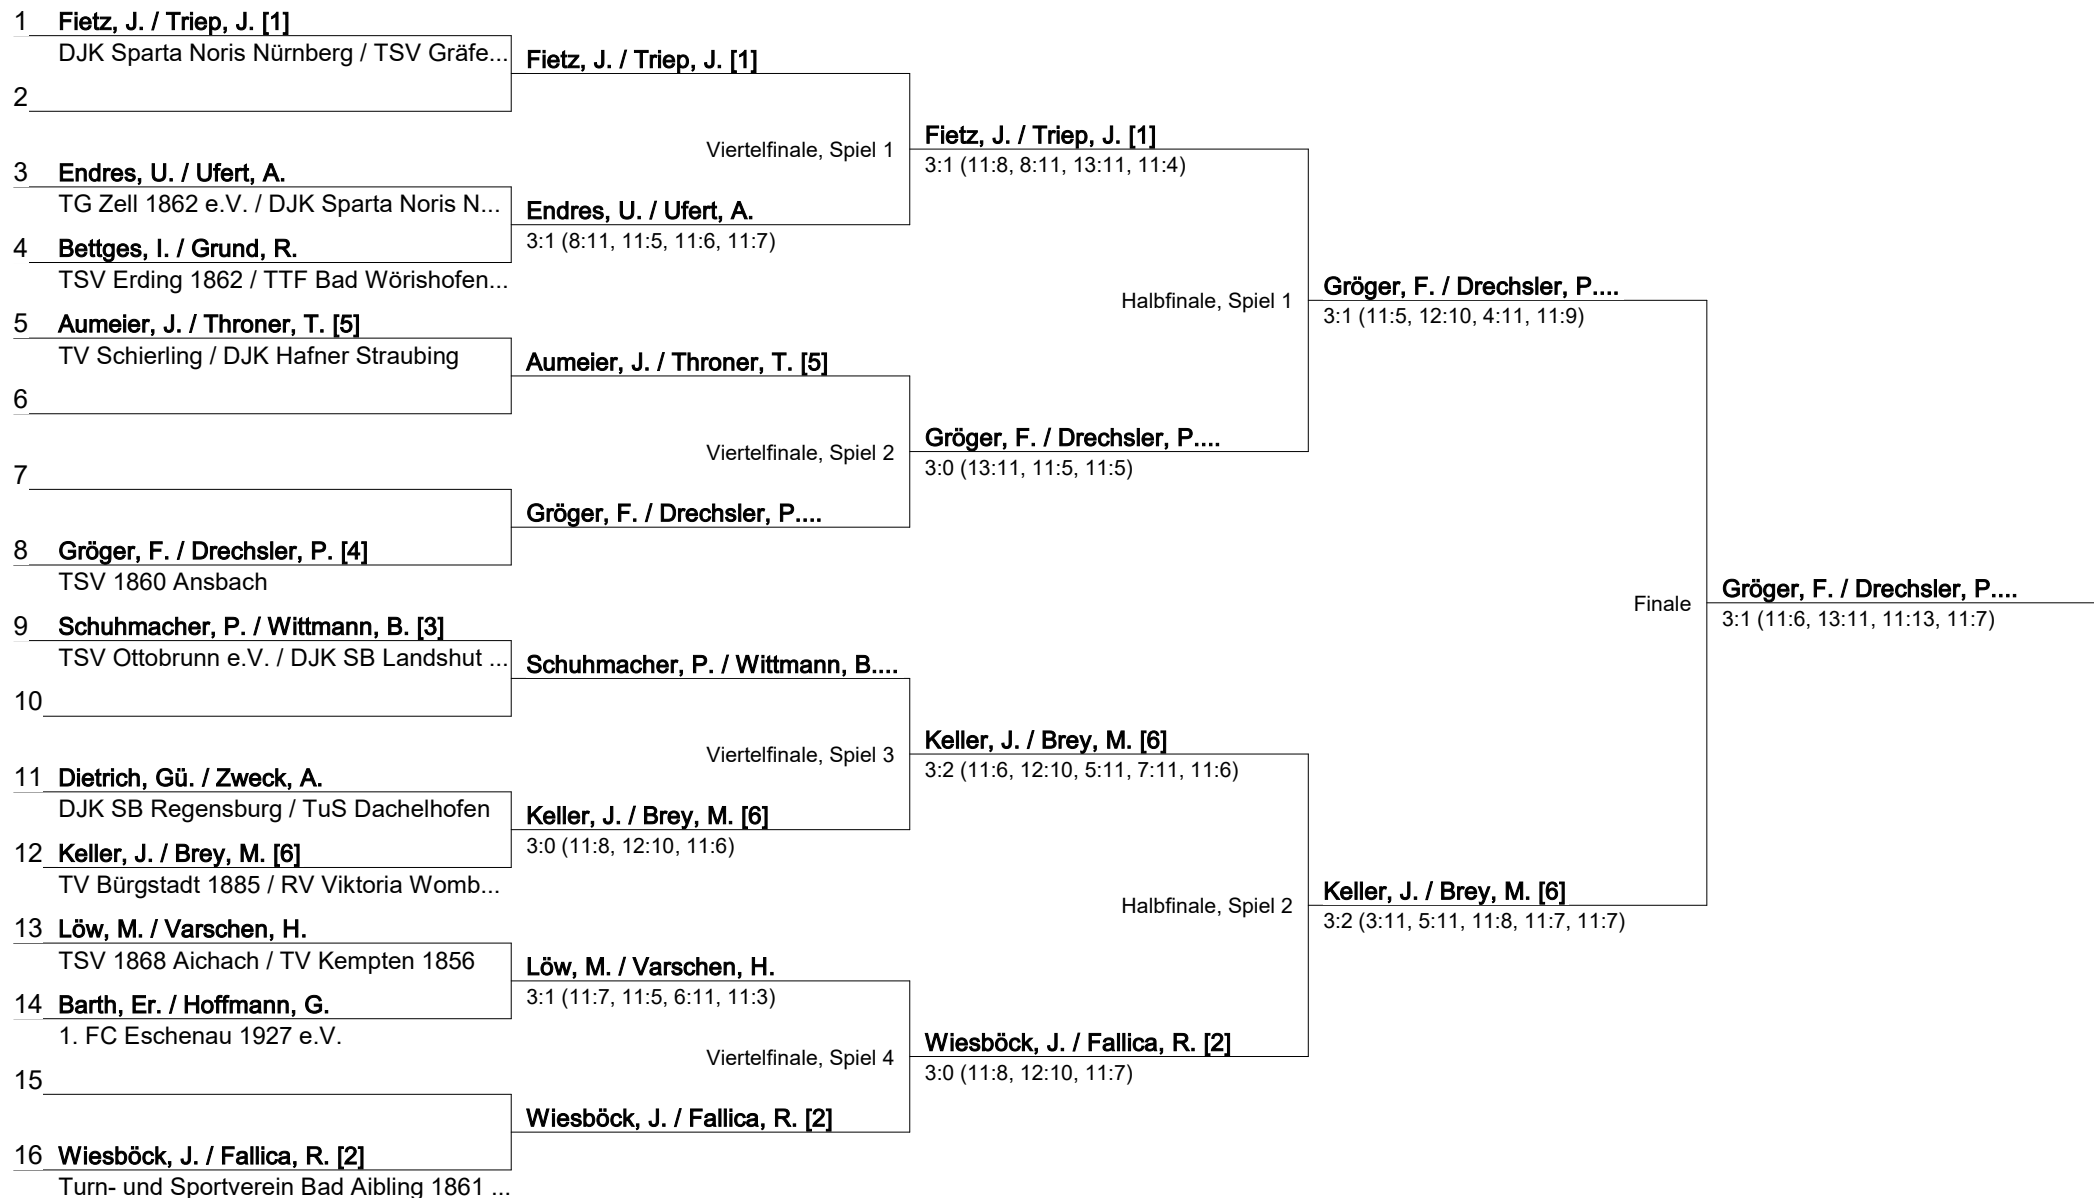 1 Fietz, J. / Triep, J. [1]
DJK Sparta Noris Nürnberg / TSV Gräfe...
2
3 Endres, U. / Ufert, A.
TG Zell 1862 e.V. / DJK Sparta Noris N...
4 Bettges, I. / Grund, R.
TSV Erding 1862 / TTF Bad Wörishofen...
5 Aumeier, J. / Throner, T. [5]
TV Schierling / DJK Hafner Straubing
6
7
8 Gröger, F. / Drechsler, P. [4]
TSV 1860 Ansbach
9 Schuhmacher, P. / Wittmann, B. [3]
TSV Ottobrunn e.V. / DJK SB Landshut ...
10
11 Dietrich, Gü. / Zweck, A.
DJK SB Regensburg / TuS Dachelhofen
12 Keller, J. / Brey, M. [6]
TV Bürgstadt 1885 / RV Viktoria Womb...
13 Löw, M. / Varschen, H.
TSV 1868 Aichach / TV Kempten 1856
14 Barth, Er. / Hoffmann, G.
1. FC Eschenau 1927 e.V.
15
16 Wiesböck, J. / Fallica, R. [2]
Turn- und Sportverein Bad Aibling 1861 ...
Fietz, J. / Triep, J. [1]
Viertelfinale, Spiel 1
Endres, U. / Ufert, A.
3:1 (8:11, 11:5, 11:6, 11:7)
Aumeier, J. / Throner, T. [5]
Viertelfinale, Spiel 2
Gröger, F. / Drechsler, P....
Schuhmacher, P. / Wittmann, B....
Viertelfinale, Spiel 3
Keller, J. / Brey, M. [6]
3:0 (11:8, 12:10, 11:6)
Löw, M. / Varschen, H.
3:1 (11:7, 11:5, 6:11, 11:3)
Viertelfinale, Spiel 4
Wiesböck, J. / Fallica, R. [2]
Fietz, J. / Triep, J. [1]
3:1 (11:8, 8:11, 13:11, 11:4)
Halbfinale, Spiel 1
Gröger, F. / Drechsler, P....
3:0 (13:11, 11:5, 11:5)
Keller, J. / Brey, M. [6]
3:2 (11:6, 12:10, 5:11, 7:11, 11:6)
Halbfinale, Spiel 2
Wiesböck, J. / Fallica, R. [2]
3:0 (11:8, 12:10, 11:7)
Gröger, F. / Drechsler, P....
3:1 (11:5, 12:10, 4:11, 11:9)
Finale
Keller, J. / Brey, M. [6]
3:2 (3:11, 5:11, 11:8, 11:7, 11:7)
Gröger, F. / Drechsler, P....
3:1 (11:6, 13:11, 11:13, 11:7)